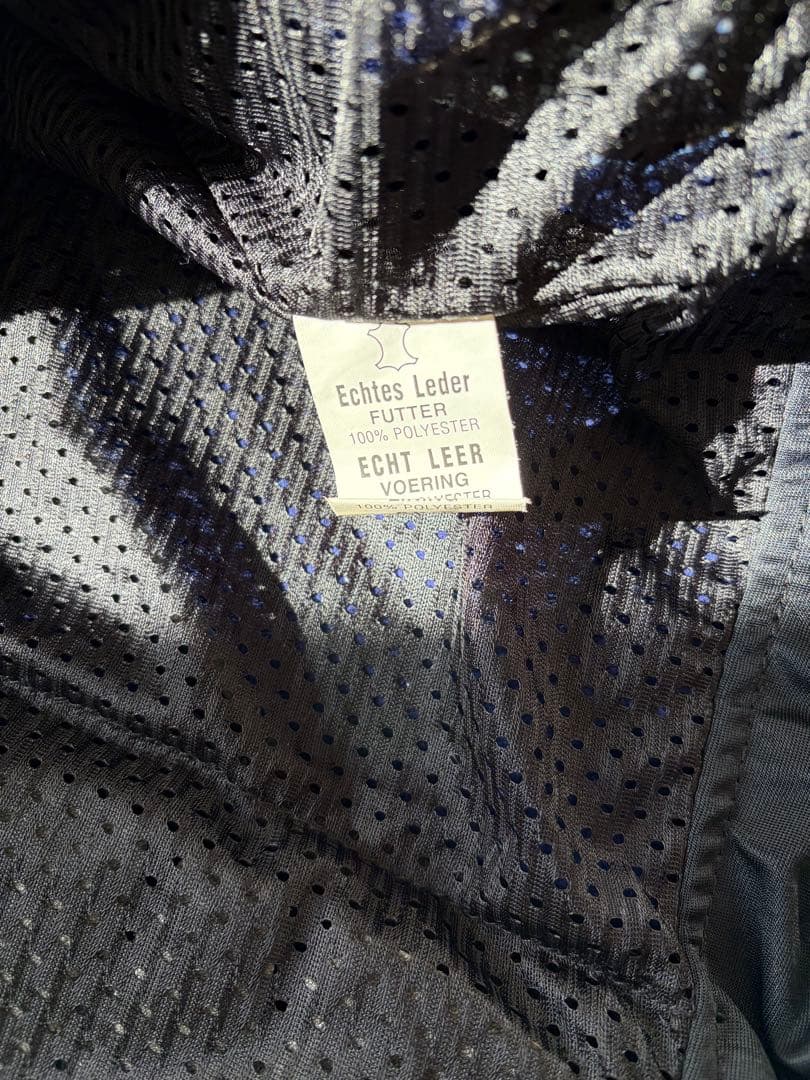 Echtes Leder
FUTTER
100% POLYESTER
ECHT LEER
VOERING
100% POLYESTER